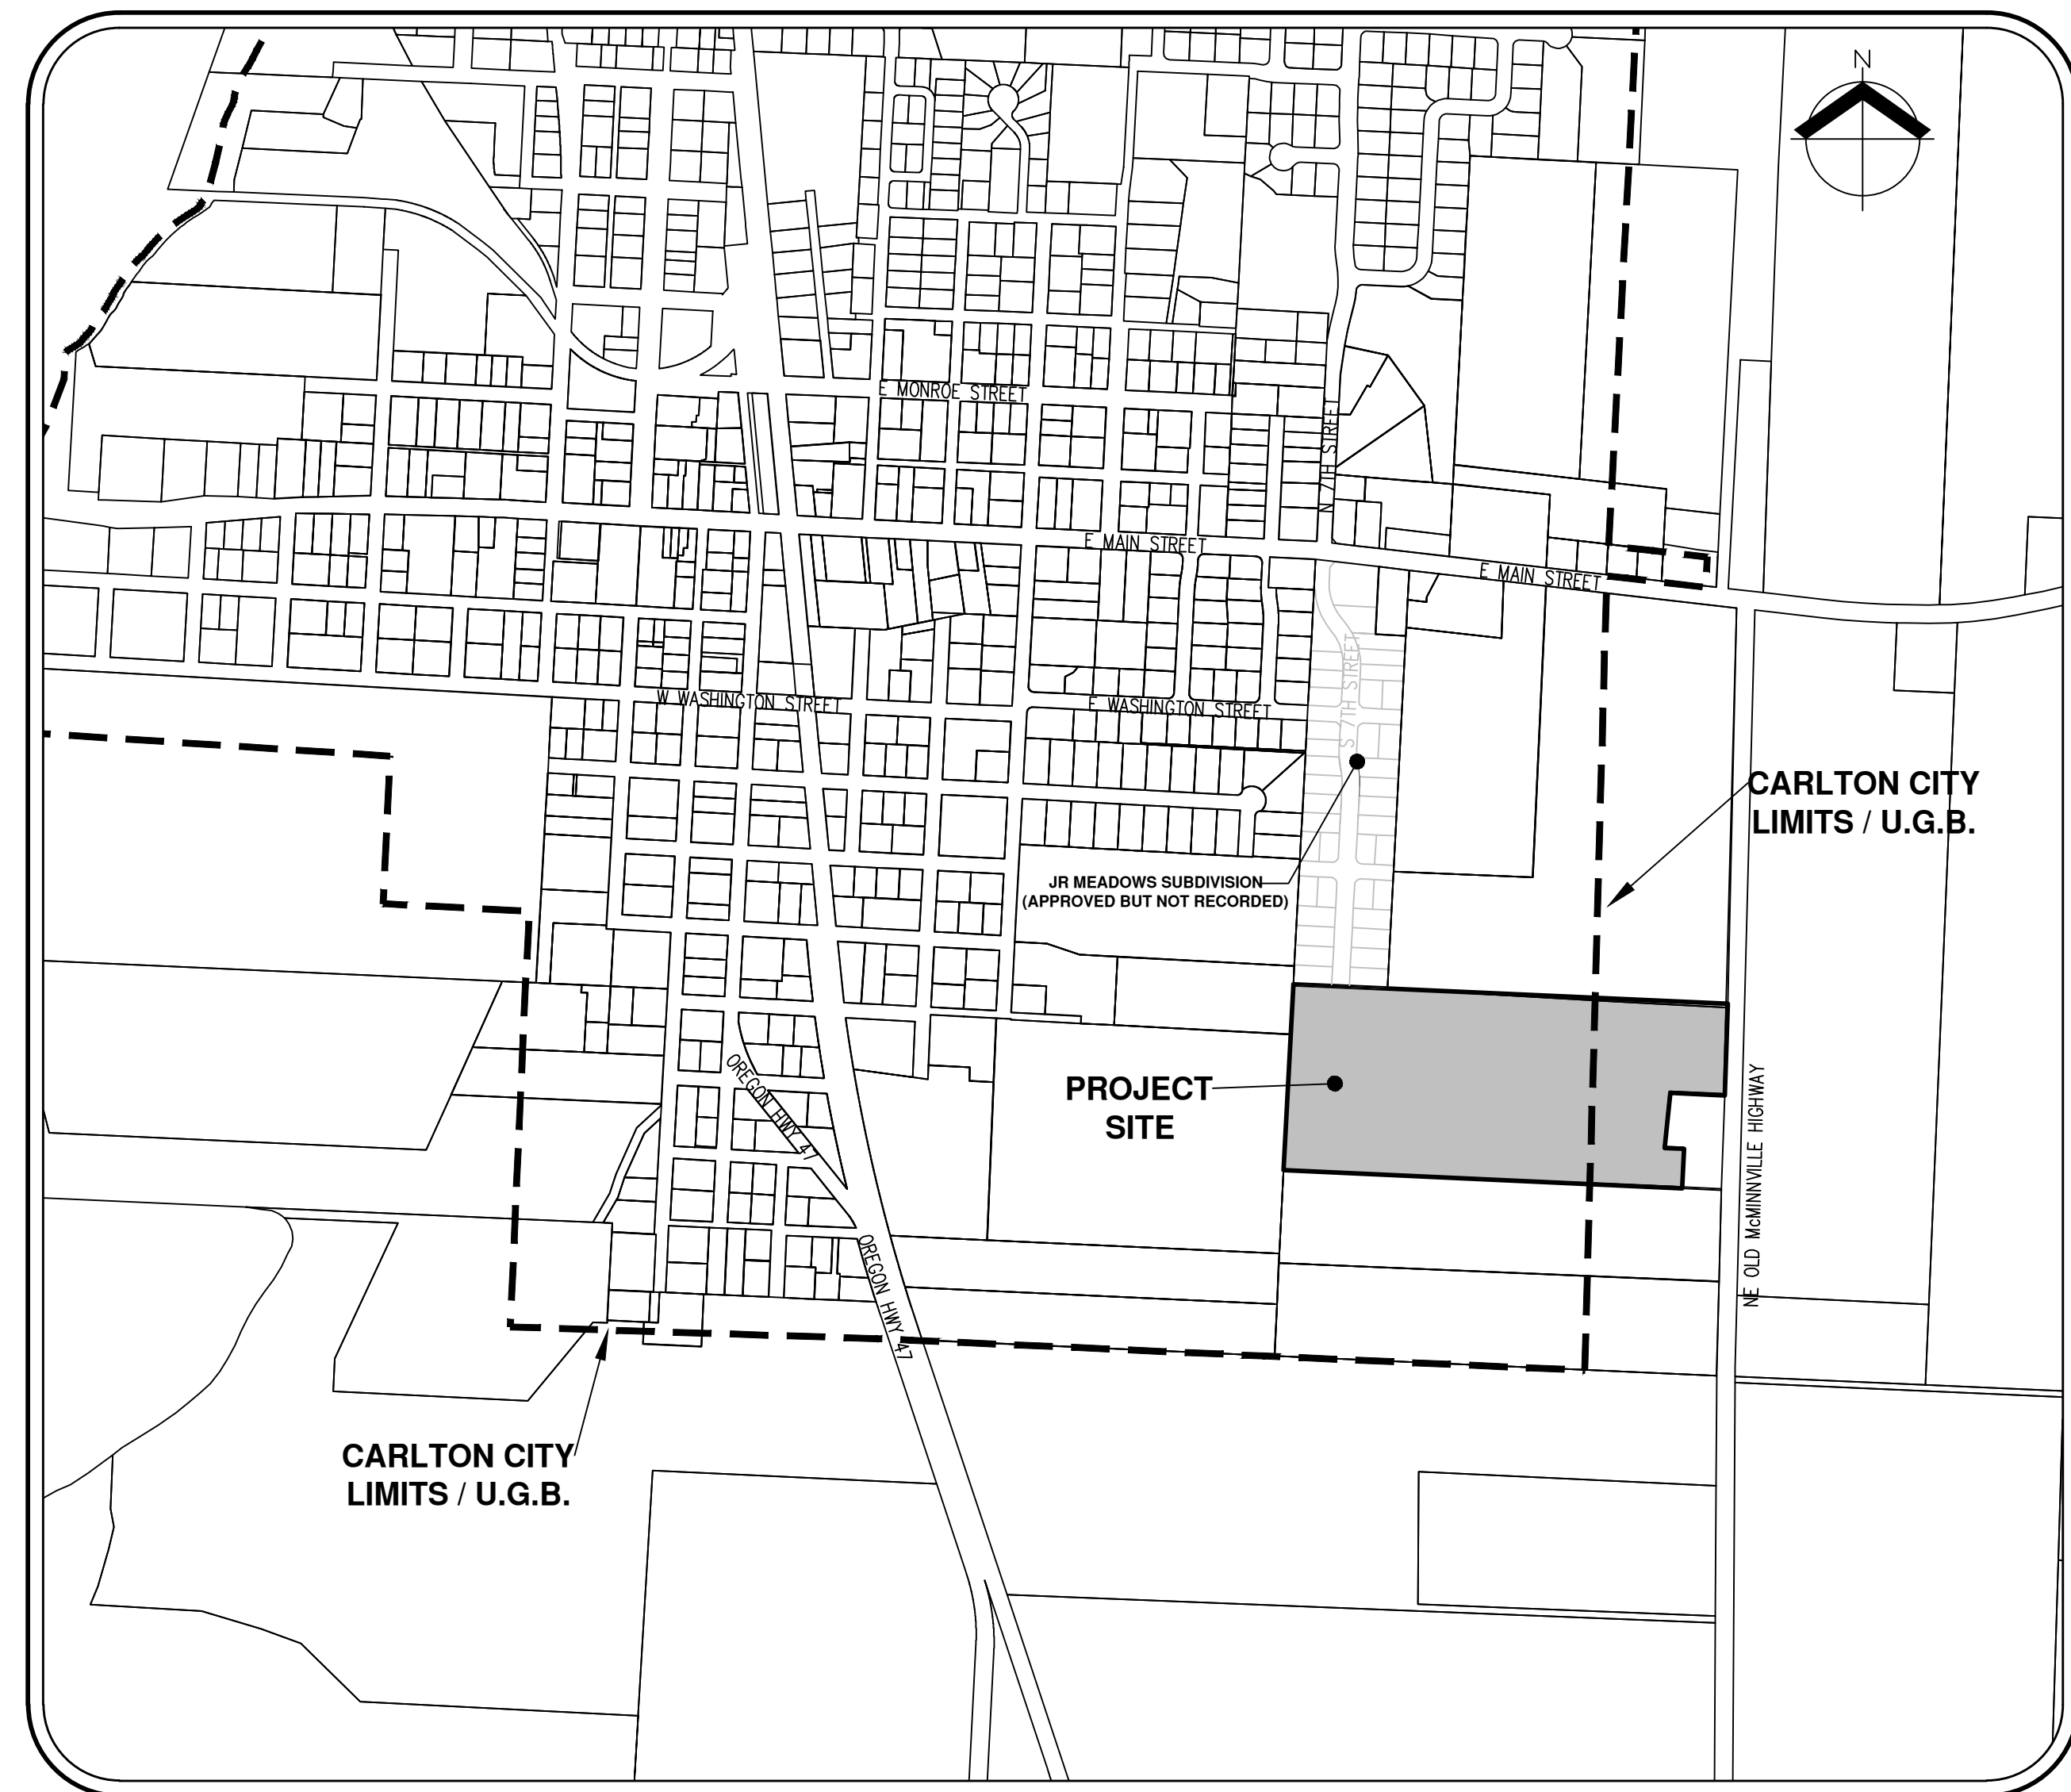 N
E MONROE STREET
N 7TH STREET
E MAIN STREET
E MAIN STREET
S 7TH STREET
W WASHINGTON STREET
E WASHINGTON STREET
CARLTON CITY
LIMITS / U.G.B.
JR MEADOWS SUBDIVISION
(APPROVED BUT NOT RECORDED)
OREGON HWY 47
PROJECT
SITE
NE OLD McMINNVILLE HIGHWAY
OREGON HWY 47
CARLTON CITY
LIMITS / U.G.B.